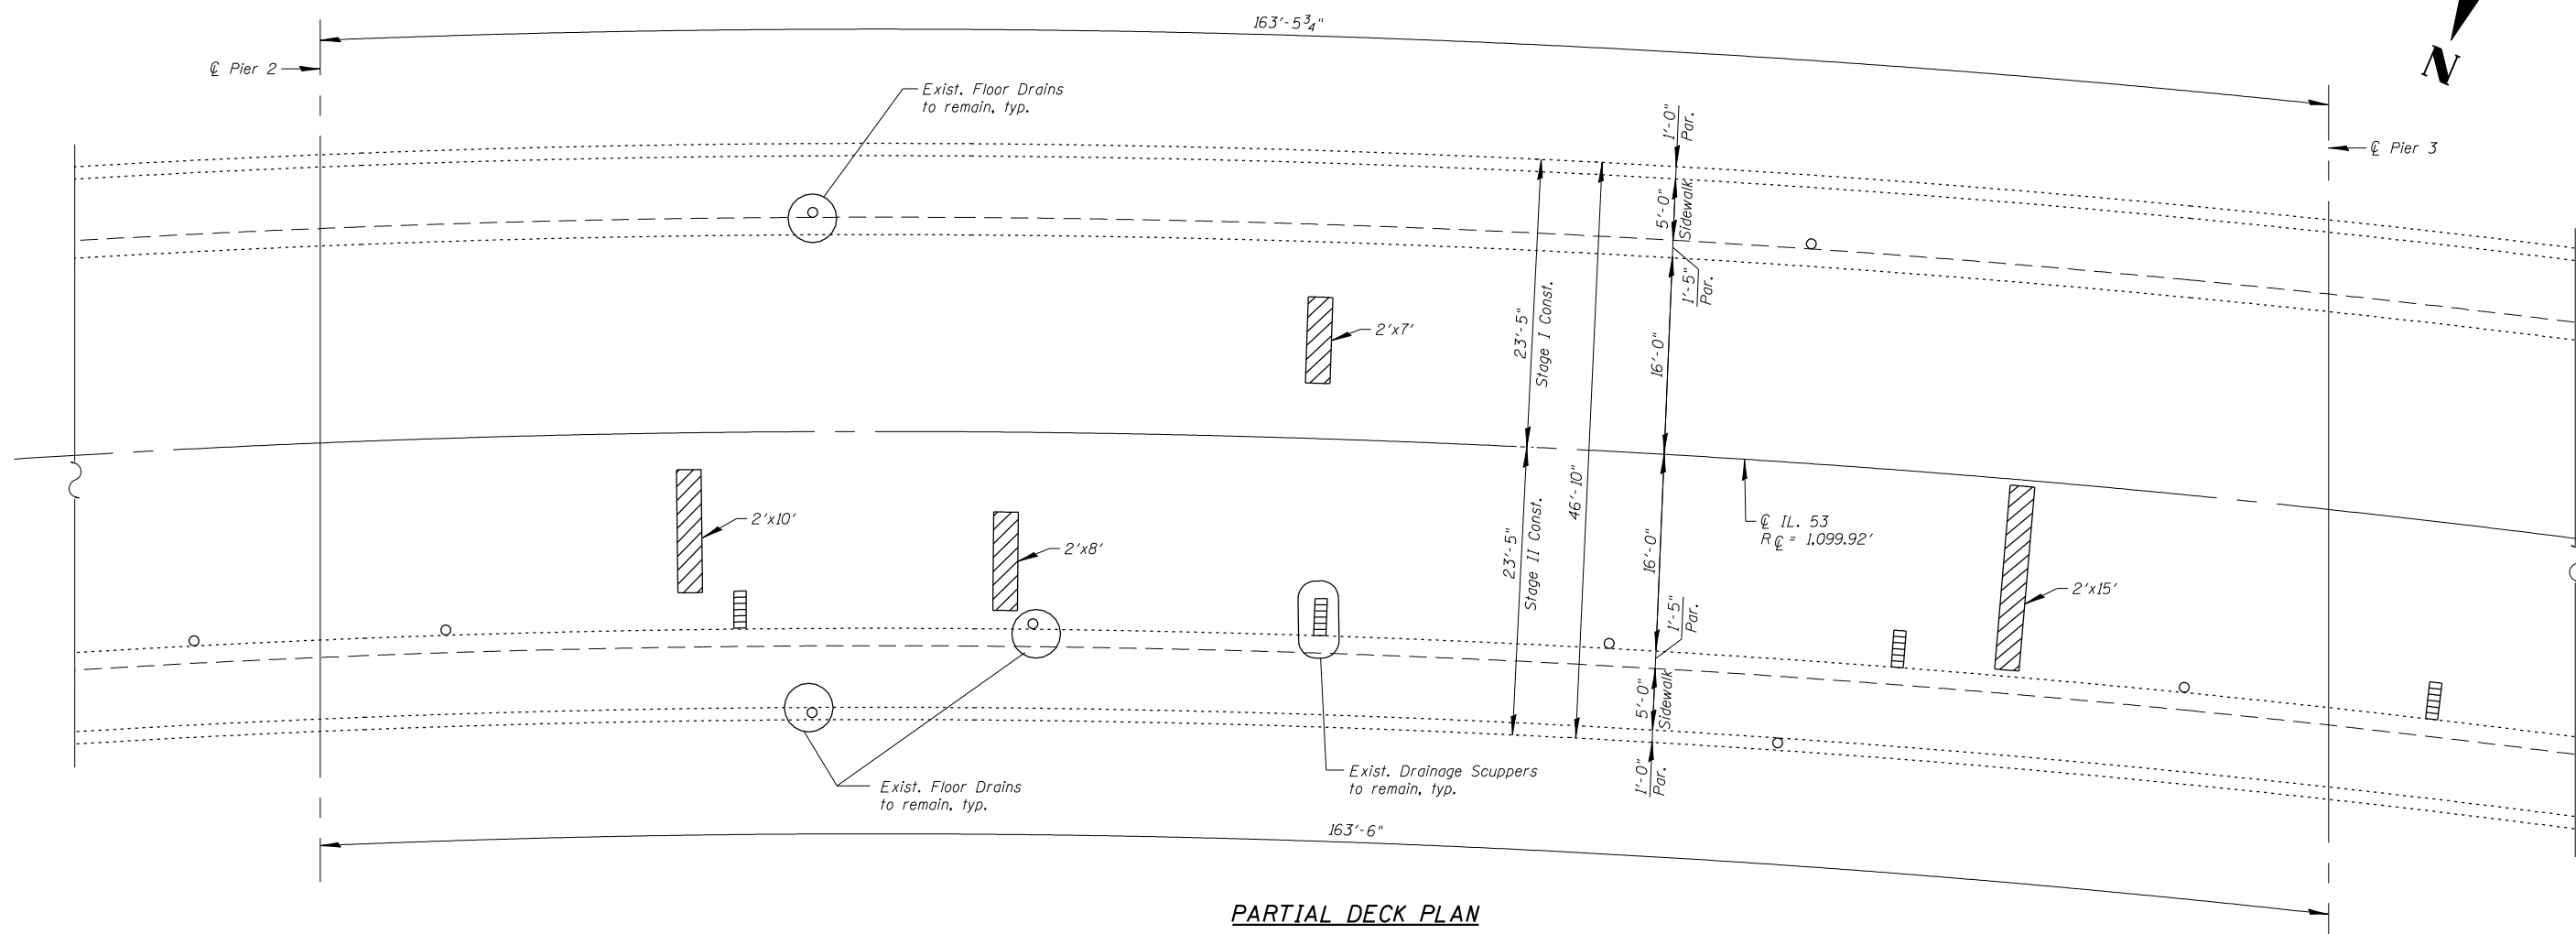 163'-5 3/4"
℄ Pier 2
N
Exist. Floor Drains
to remain, typ.
1'-0"
Par.
℄ Pier 3
5'-0"
Sidewalk
1'-5"
Par.
2'x7'
23'-5"
Stage I Const.
16'-0"
46'-10"
2'x10'
2'x8'
23'-5"
Stage II Const.
16'-0"
℄ IL. 53
R℄ = 1,099.92'
2'x15'
1'-5"
Par.
5'-0"
Sidewalk
1'-0"
Par.
Exist. Floor Drains
to remain, typ.
Exist. Drainage Scuppers
to remain, typ.
163'-6"
PARTIAL DECK PLAN